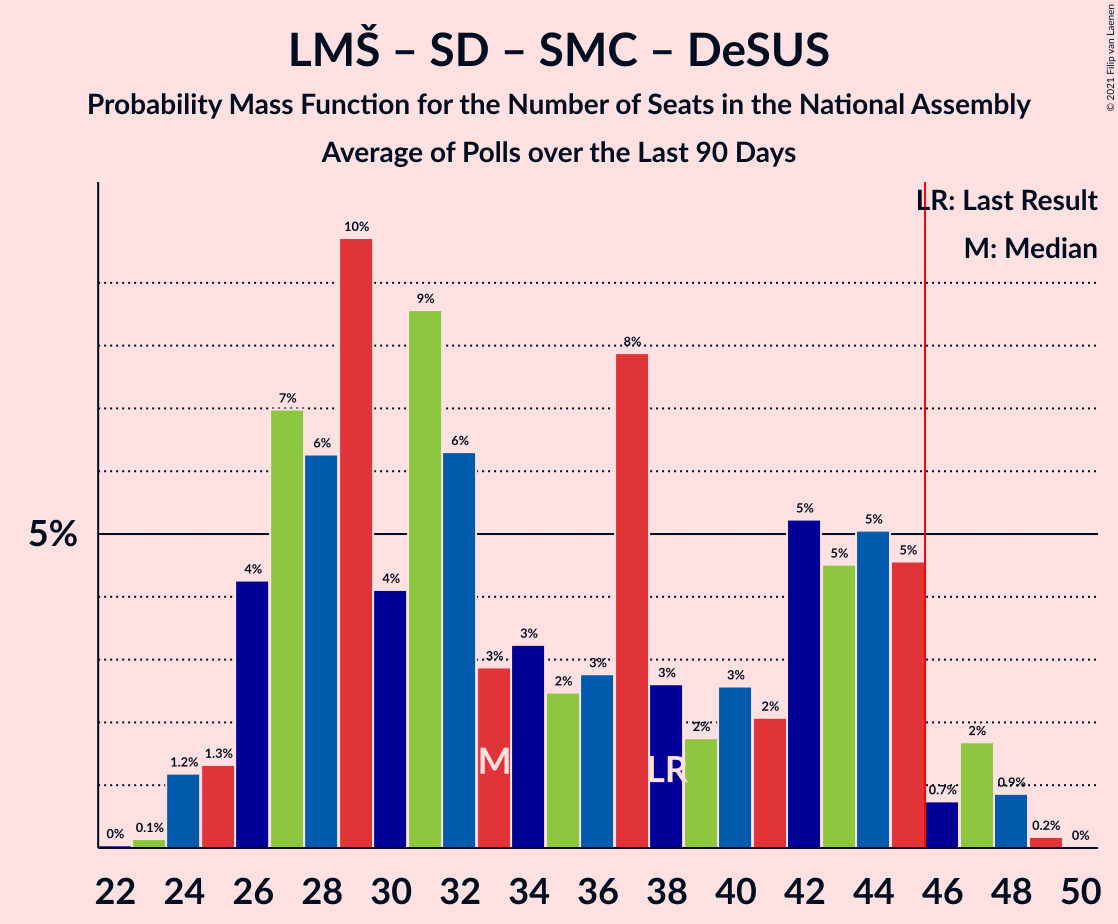 LMŠ – SD – SMC – DeSUS
Probability Mass Function for the Number of Seats in the National Assembly
Average of Polls over the Last 90 Days
© 2021 Filip van Laenen
LR: Last Result
M: Median
5%
0% 0.1% 1.2% 1.3% 4% 7% 6% 10% 4% 9% 6% 3% 3% 2% 3% 8% 3% 2% 3% 2% 5% 5% 5% 5% 0.7% 2% 0.9% 0.2% 0%
M LR
22 24 26 28 30 32 34 36 38 40 42 44 46 48 50